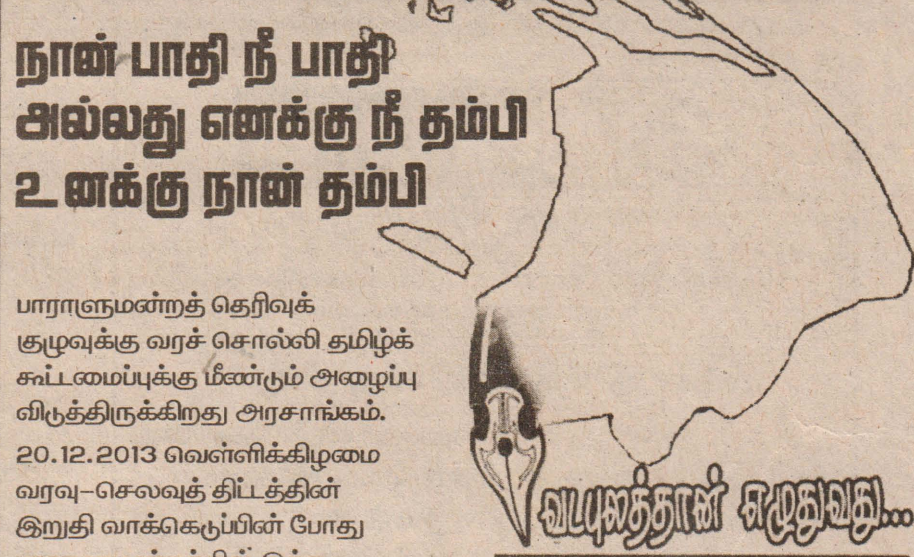 நான் பாதி நீ பாதி
அல்லது எனக்கு நீ தம்பி
உனக்கு நான் தம்பி
பாராளுமன்றத் தெரிவுக்
குழுவுக்கு வரச் சொல்லி தமிழ்க்
கூட்டமைப்புக்கு மீண்டும் அழைப்பு
விடுத்திருக்கிறது அரசாங்கம்.
20.12.2013 வெள்ளிக்கிழமை
வரவு-செலவுத் திட்டத்தின்
இறுதி வாக்கெடுப்பின் போது
வடபுலத்தான் எழுதுவது...